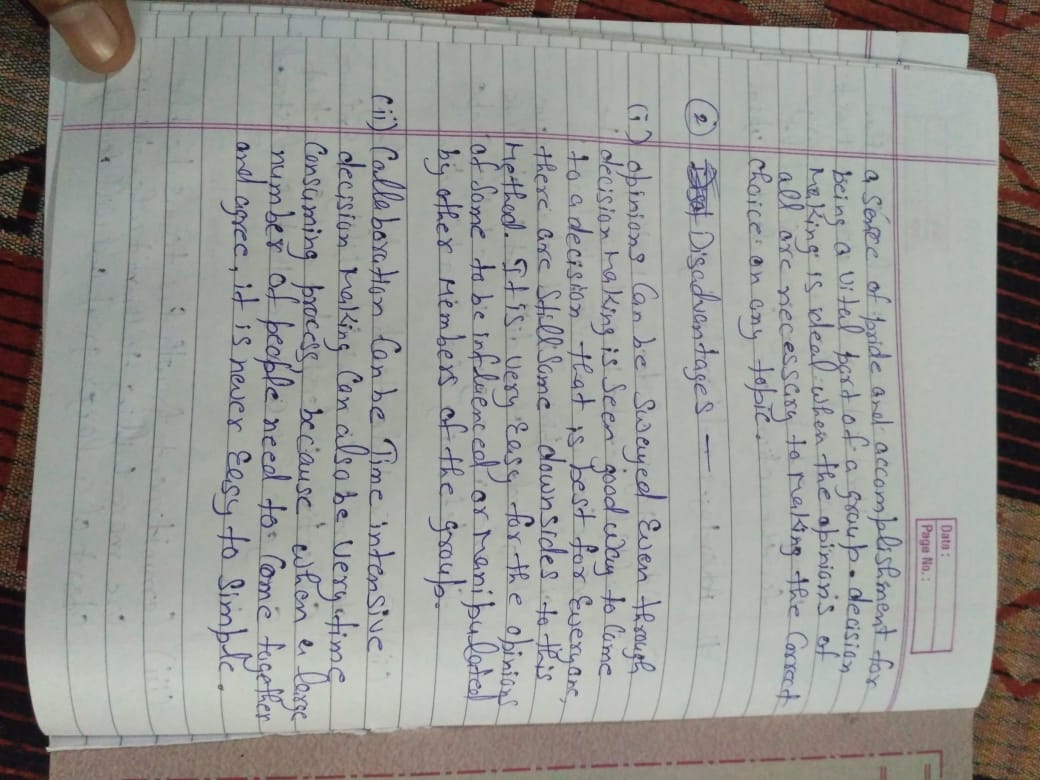 Date :
Page No. :
a sense of pride and accomplishment for
being a vital part of a group. decision
Making is ideal when the opinions of
all are necessary to Making the Correct
choice on any topic.
(2) Disadvantages —
(i) opinions Can be Swayed Even through
decision Making is Seen good way to Come
to a decision that is best for Everyone,
there are Still Some downsides to this
Method. It is very Easy for the opinions
of Some to be influenced or Manipulated
by other Members of the group.
(ii) Collaboration Can be Time intensive
decision Making Can also be very time
Consuming process, because when a large
number of people need to Come together
and agree, it is never Easy to Simple.